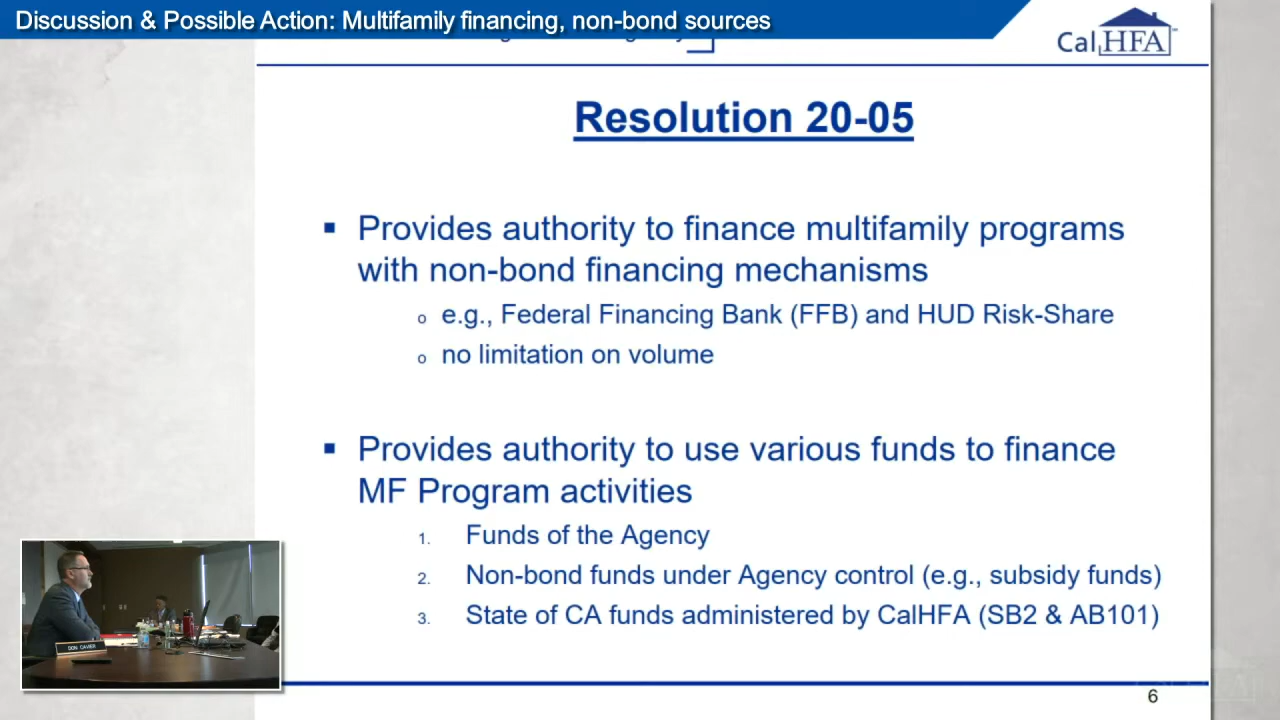 Discussion & Possible Action: Multifamily financing, non-bond sources
CalHFA
Resolution 20-05
▪ Provides authority to finance multifamily programs
with non-bond financing mechanisms
o e.g., Federal Financing Bank (FFB) and HUD Risk-Share
o no limitation on volume
▪ Provides authority to use various funds to finance
MF Program activities
1. Funds of the Agency
2. Non-bond funds under Agency control (e.g., subsidy funds)
3. State of CA funds administered by CalHFA (SB2 & AB101)
DON CAVIER
6
CalHFA